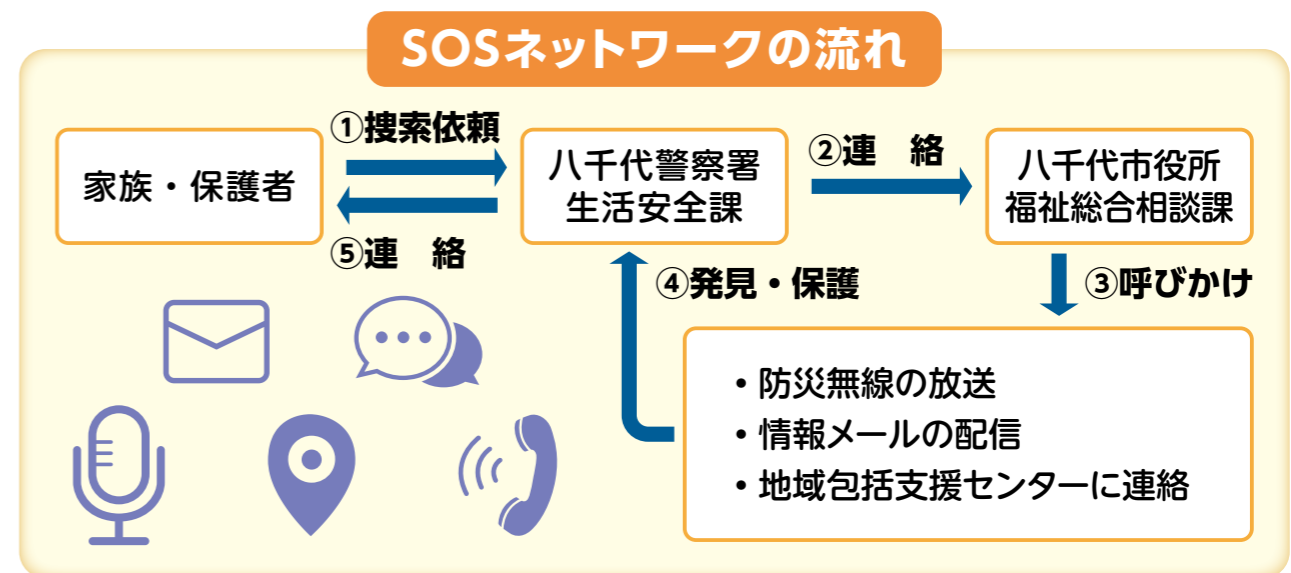 SOSネットワークの流れ
家族・保護者
①捜索依頼
⑤連　絡
八千代警察署
生活安全課
②連　絡
八千代市役所
福祉総合相談課
③呼びかけ
④発見・保護
・防災無線の放送
・情報メールの配信
・地域包括支援センターに連絡